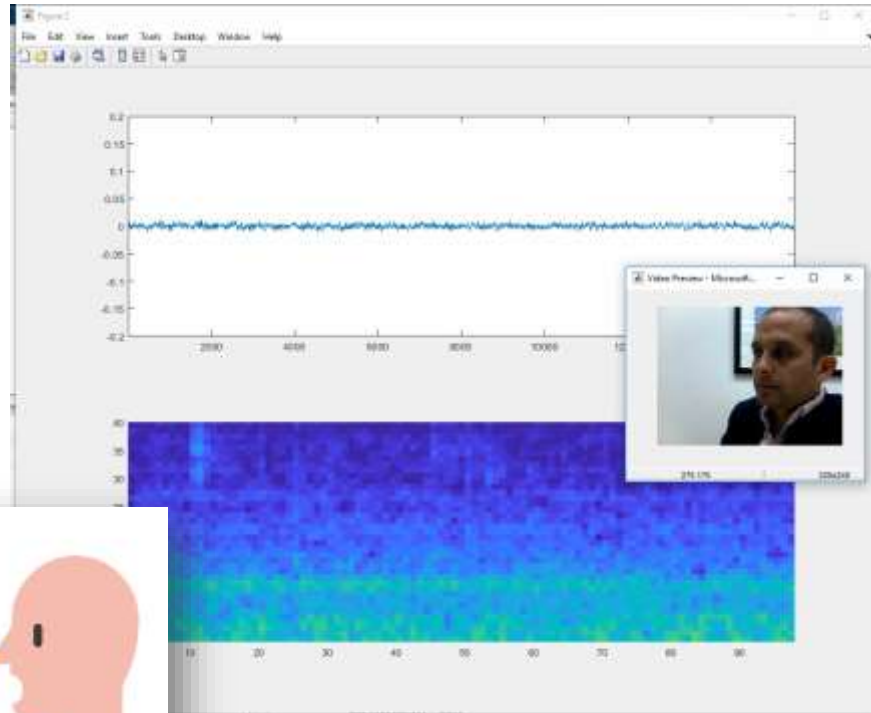 Figure 2
File Edit View Insert Tools Desktop Window Help
0.2
0.15
0.1
0.05
0
-0.05
-0.1
-0.15
-0.2
2000 4000 6000 8000 10000
Video Preview - Microsoft...
40
35
30
10 20 30 40 50 60 70 80 90